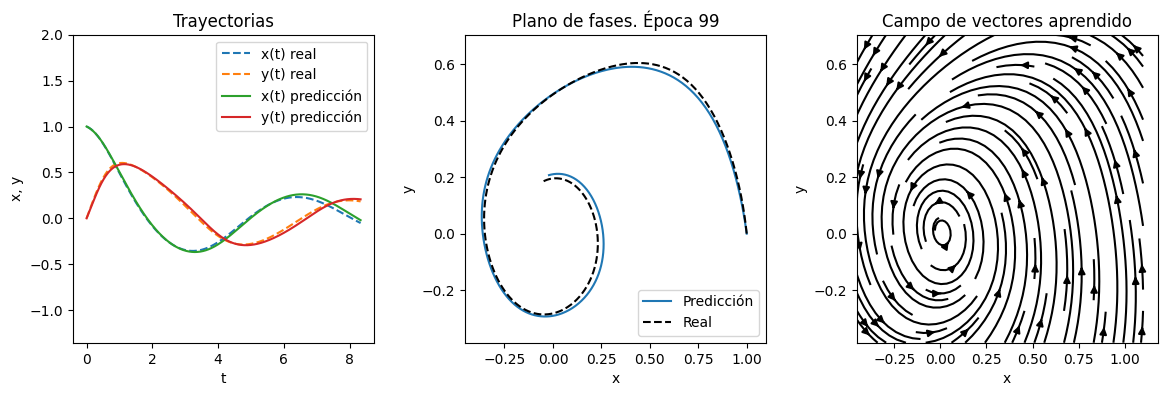 Trayectorias
2.0
1.5
1.0
0.5
0.0
−0.5
−1.0
x, y
0 2 4 6 8
t
x(t) real
y(t) real
x(t) predicción
y(t) predicción
Plano de fases. Época 99
0.6
0.4
0.2
0.0
−0.2
y
−0.25 0.00 0.25 0.50 0.75 1.00
x
Predicción
Real
Campo de vectores aprendido
0.6
0.4
0.2
0.0
−0.2
y
−0.25 0.00 0.25 0.50 0.75 1.00
x